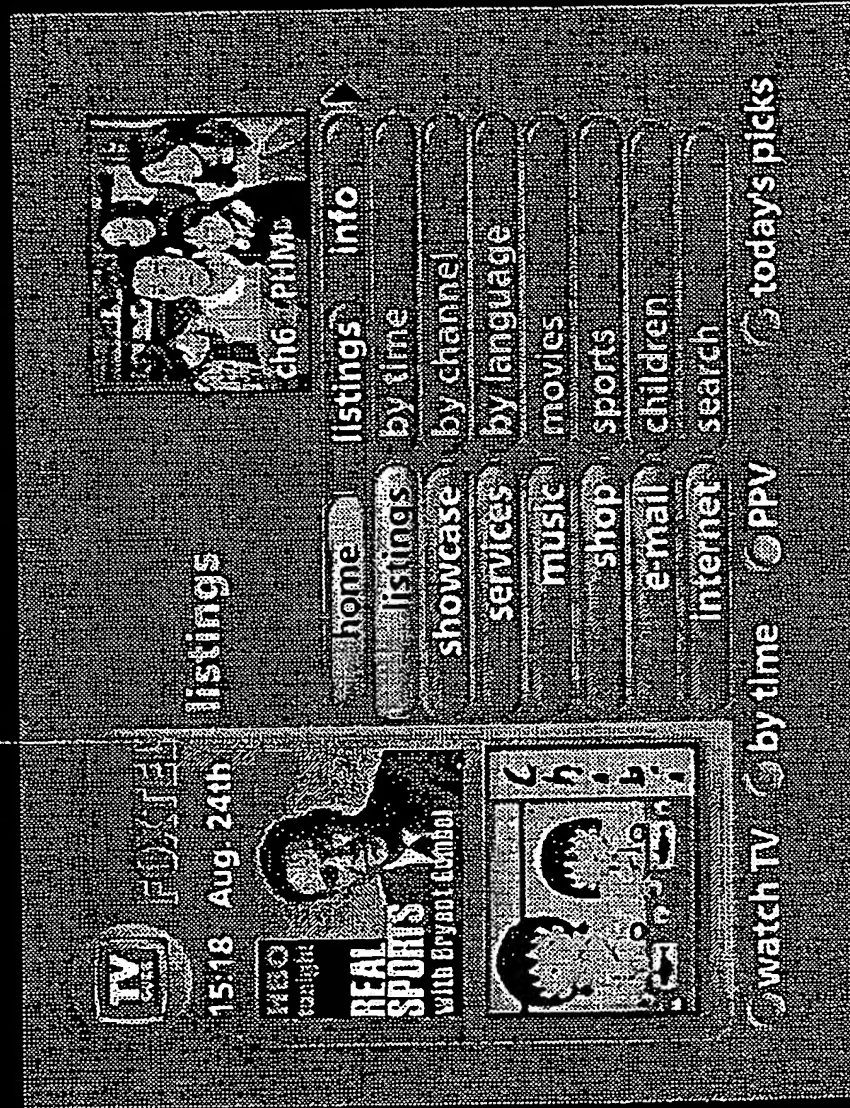 TV
GUIDE
FOXTEL
15:18 Aug. 24th
HBO
tonight
REAL
SPORTS
with Bryant Gumbel
listings
ch6
home
listings
showcase
services
music
shop
e-mail
internet
listings info
by time
by channel
by language
movies
sports
children
search
watch TV
by time
PPV
today's picks